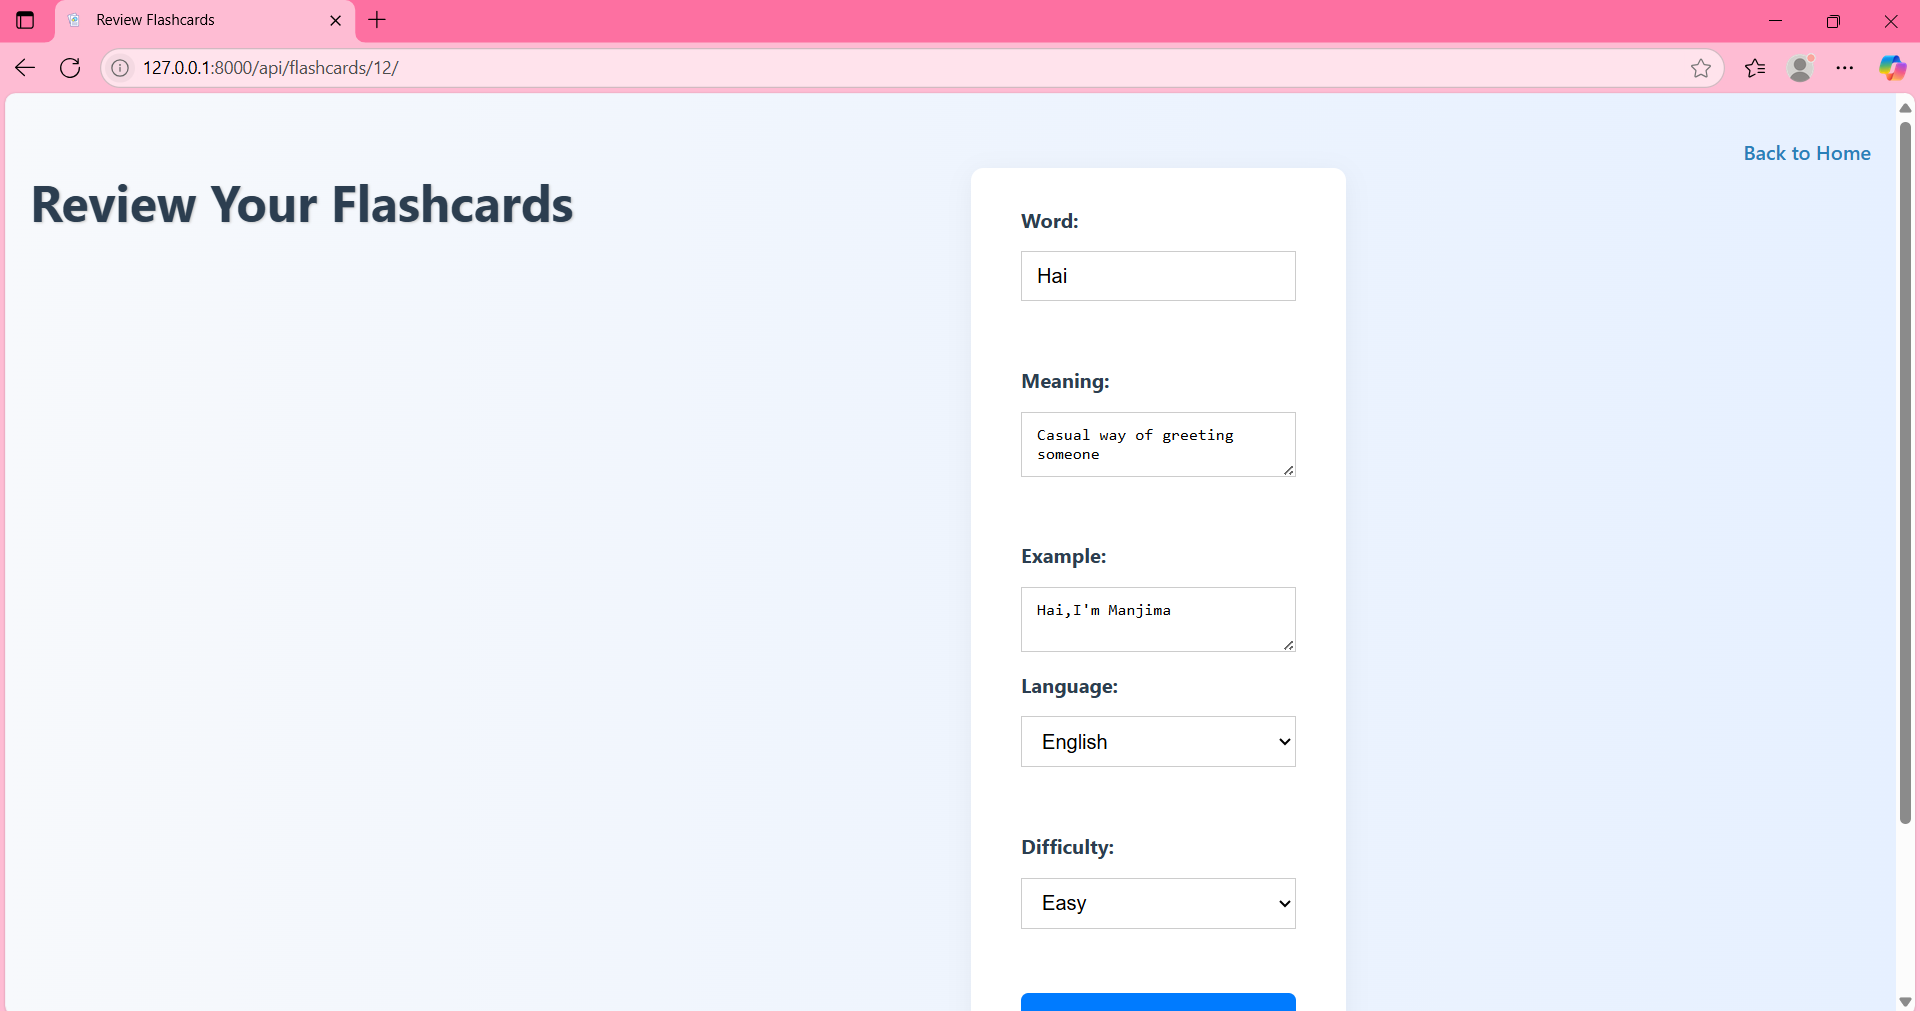 Review Flashcards
127.0.0.1:8000/api/flashcards/12/
Back to Home
Review Your Flashcards
Word:
Hai
Meaning:
Casual way of greeting
someone
Example:
Hai,I'm Manjima
Language:
English
Difficulty:
Easy